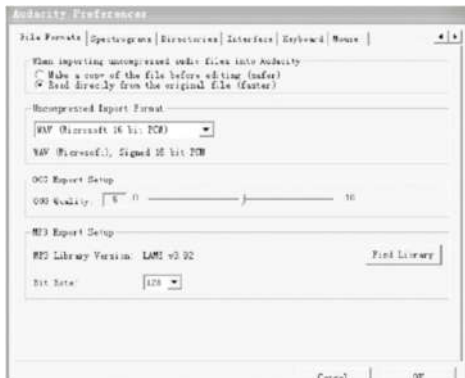 Audacity Preferences
File Formats Spectrograms Directories Interface Keyboard Mouse
When importing uncompressed audio files into Audacity
Make a copy of the file before editing (safer)
Read directly from the original file (faster)
Uncompressed Export Format
WAV (Microsoft 16 bit PCM)
WAV (Microsoft), Signed 16 bit PCM
OGG Export Setup
OGG Quality: 5 0 10
MP3 Export Setup
MP3 Library Version: LAME v3.92 Find Library
Bit Rate: 128
Cancel OK